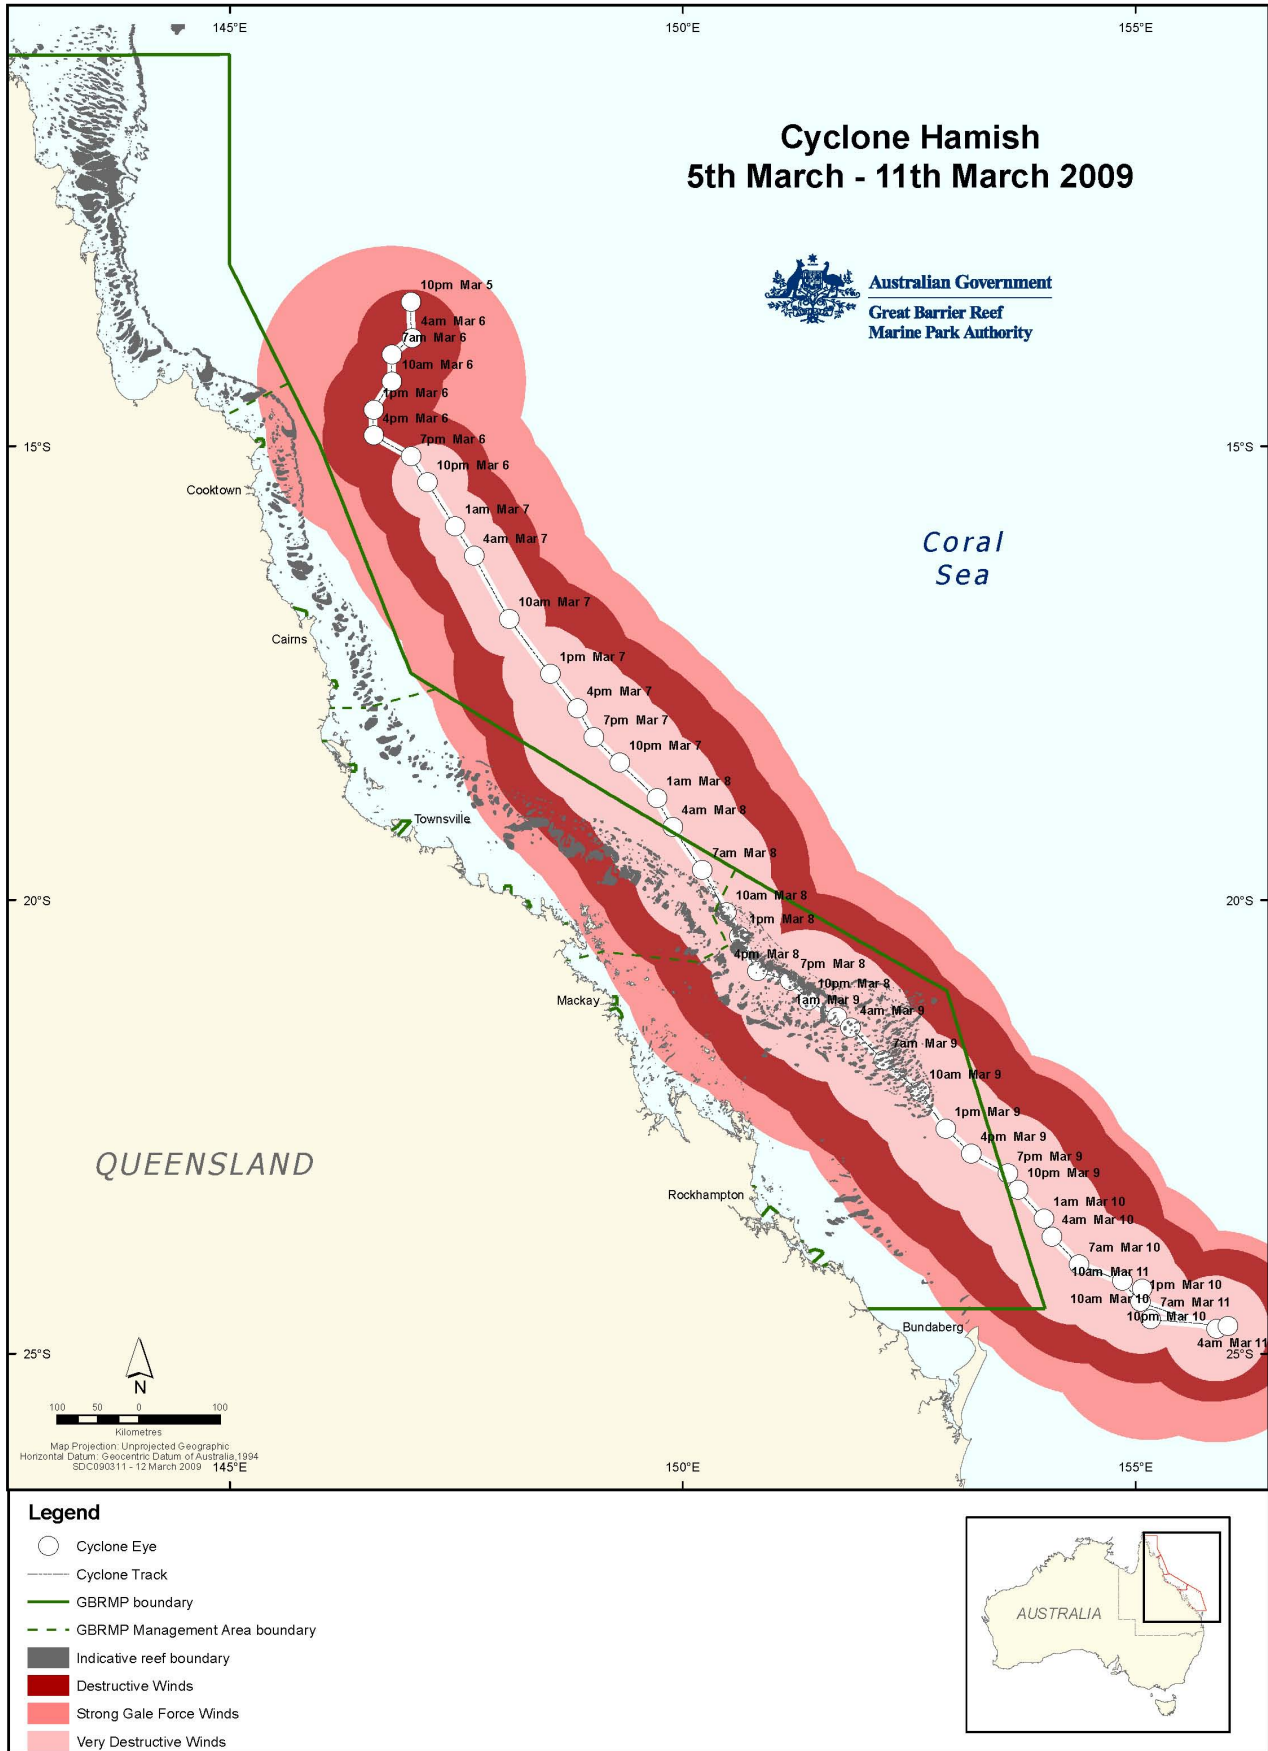 145°E
150°E
155°E
Cyclone Hamish
5th March - 11th March 2009
Australian Government
Great Barrier Reef
Marine Park Authority
10pm Mar 5
4am Mar 6
7am Mar 6
10am Mar 6
1pm Mar 6
4pm Mar 6
7pm Mar 6
15°S
15°S
10pm Mar 6
Cooktown
1am Mar 7
4am Mar 7
Coral
Sea
10am Mar 7
Cairns
1pm Mar 7
4pm Mar 7
7pm Mar 7
10pm Mar 7
1am Mar 8
Townsville
4am Mar 8
7am Mar 8
20°S
20°S
10am Mar 8
1pm Mar 8
4pm Mar 8
7pm Mar 8
10pm Mar 8
Mackay
1am Mar 9
4am Mar 9
7am Mar 9
10am Mar 9
1pm Mar 9
4pm Mar 9
QUEENSLAND
7pm Mar 9
10pm Mar 9
Rockhampton
1am Mar 10
4am Mar 10
7am Mar 10
10am Mar 11
1pm Mar 10
10am Mar 10
7am Mar 11
10pm Mar 10
Bundaberg
4am Mar 11
25°S
25°S
N
100 50 0 100
Kilometres
Map Projection: Unprojected Geographic
Horizontal Datum: Geocentric Datum of Australia,1994
SDC090311 - 12 March 2009
145°E
150°E
155°E
Legend
Cyclone Eye
Cyclone Track
GBRMP boundary
GBRMP Management Area boundary
Indicative reef boundary
Destructive Winds
Strong Gale Force Winds
Very Destructive Winds
AUSTRALIA